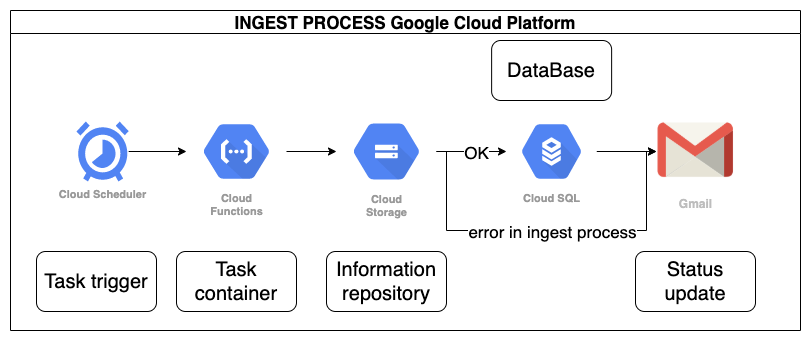 INGEST PROCESS Google Cloud Platform
DataBase
OK
Cloud Scheduler
Cloud
Functions
Cloud
Storage
Cloud SQL
Gmail
error in ingest process
Task trigger
Task
container
Information
repository
Status
update